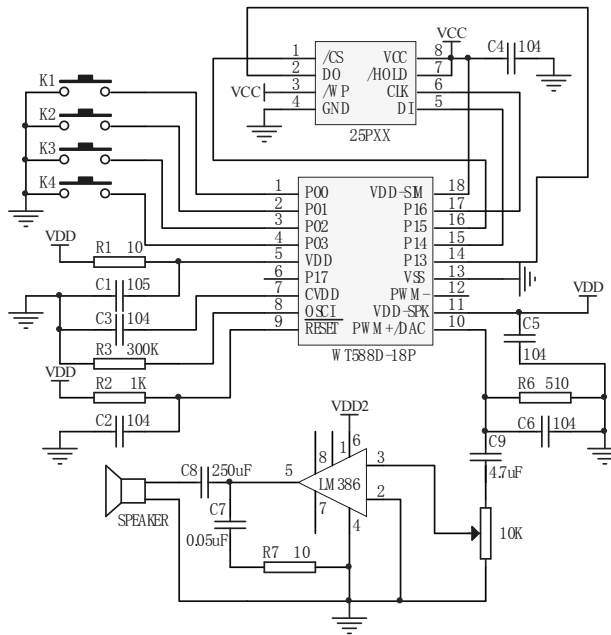 VCC
C4 104
1 /CS VCC 8
2 DO /HOLD 7
VCC 3 /WP CLK 6
4 GND DI 5
25PXX
K1
K2
K3
K4
1 P00 VDD-SIM 18
2 P01 P16 17
3 P02 P15 16
4 P03 P14 15
VDD R1 10 5 VDD P13 14
6 P17 VSS 13
C1 105 7 CVDD PWM- 12
C3 104 8 OSCI VDD-SPK 11 VDD
9 RESET PWM+/DAC 10
R3 300K
WT588D-18P
C5 104
VDD R2 1K
R6 510
C2 104
C6 104
VDD2
C9 4.7uF
C8 250uF 5
8 1 6
LM386
3
2
7
4
SPEAKER
C7 0.05uF
10K
R7 10